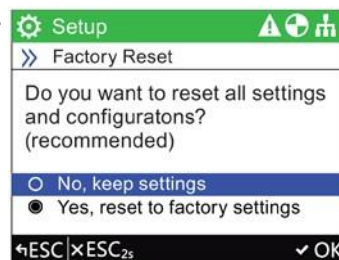 Setup
» Factory Reset
Do you want to reset all settings
and configuratons?
(recommended)
No, keep settings
Yes, reset to factory settings
ESC ×ESC2s ✓ OK